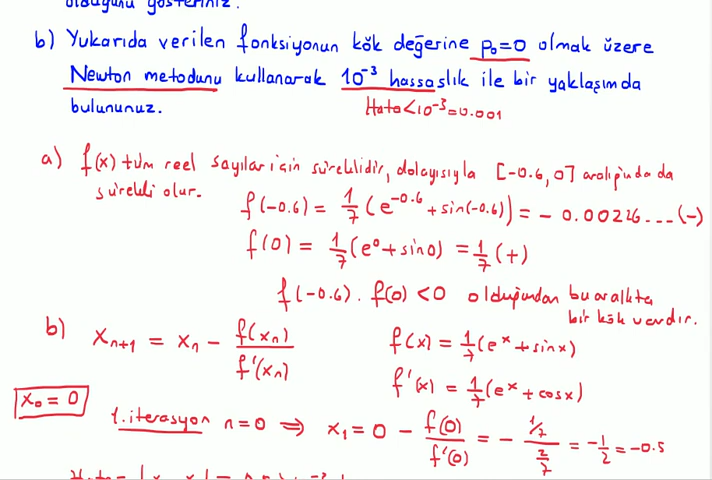 olduğunu gösteriniz.
b) Yukarıda verilen fonksiyonun kök değerine p₀=0 olmak üzere
Newton metodunu kullanarak 10⁻³ hassaslık ile bir yaklaşımda
bulununuz. Hata<10⁻³=0.001
a) f(x) tüm reel sayılar için süreklidir, dolayısıyla [-0.6, 0] aralığında da
sürekli olur.
f(-0.6) = 1/7 (e^-0.6 + sin(-0.6)) = -0.00226...(-)
f(0) = 1/7 (e⁰ + sin0) = 1/7 (+)
f(-0.6) . f(0) < 0 olduğundan bu aralıkta
bir kök vardır.
b) xₙ₊₁ = xₙ - f(xₙ)/f'(xₙ) f(x) = 1/7 (eˣ + sinx)
f'(x) = 1/7 (eˣ + cosx)
x₀ = 0
1. iterasyon n=0 ⇒ x₁ = 0 - f(0)/f'(0) = - (1/7)/(2/7) = -1/2 = -0.5